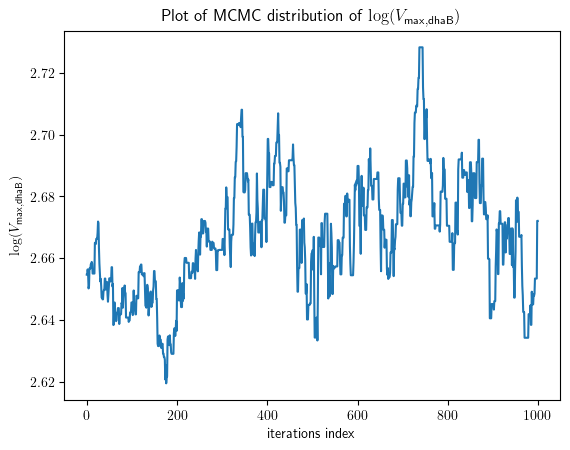 Plot of MCMC distribution of log(V_max,dhaB)
log(V_max,dhaB)
2.72
2.70
2.68
2.66
2.64
2.62
0 200 400 600 800 1000
iterations index